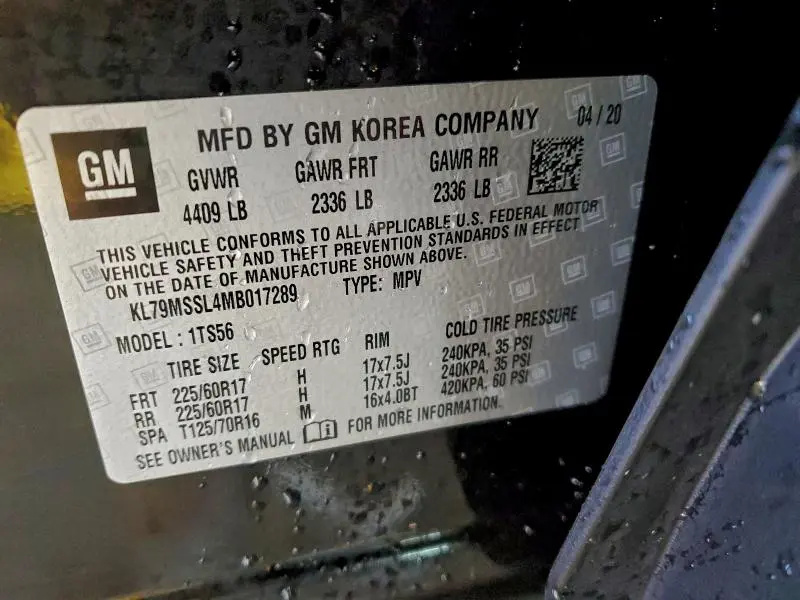 GM
MFD BY GM KOREA COMPANY 04 / 20
GVWR GAWR FRT GAWR RR
4409 LB 2336 LB 2336 LB
THIS VEHICLE CONFORMS TO ALL APPLICABLE U.S. FEDERAL MOTOR
VEHICLE SAFETY AND THEFT PREVENTION STANDARDS IN EFFECT
ON THE DATE OF MANUFACTURE SHOWN ABOVE.
KL79MSSL4MB017289 TYPE: MPV
MODEL : 1TS56
TIRE SIZE SPEED RTG RIM COLD TIRE PRESSURE
FRT 225/60R17 H 17x7.5J 240KPA, 35 PSI
RR 225/60R17 H 17x7.5J 240KPA, 35 PSI
SPA T125/70R16 M 16x4.0BT 420KPA, 60 PSI
SEE OWNER'S MANUAL FOR MORE INFORMATION.